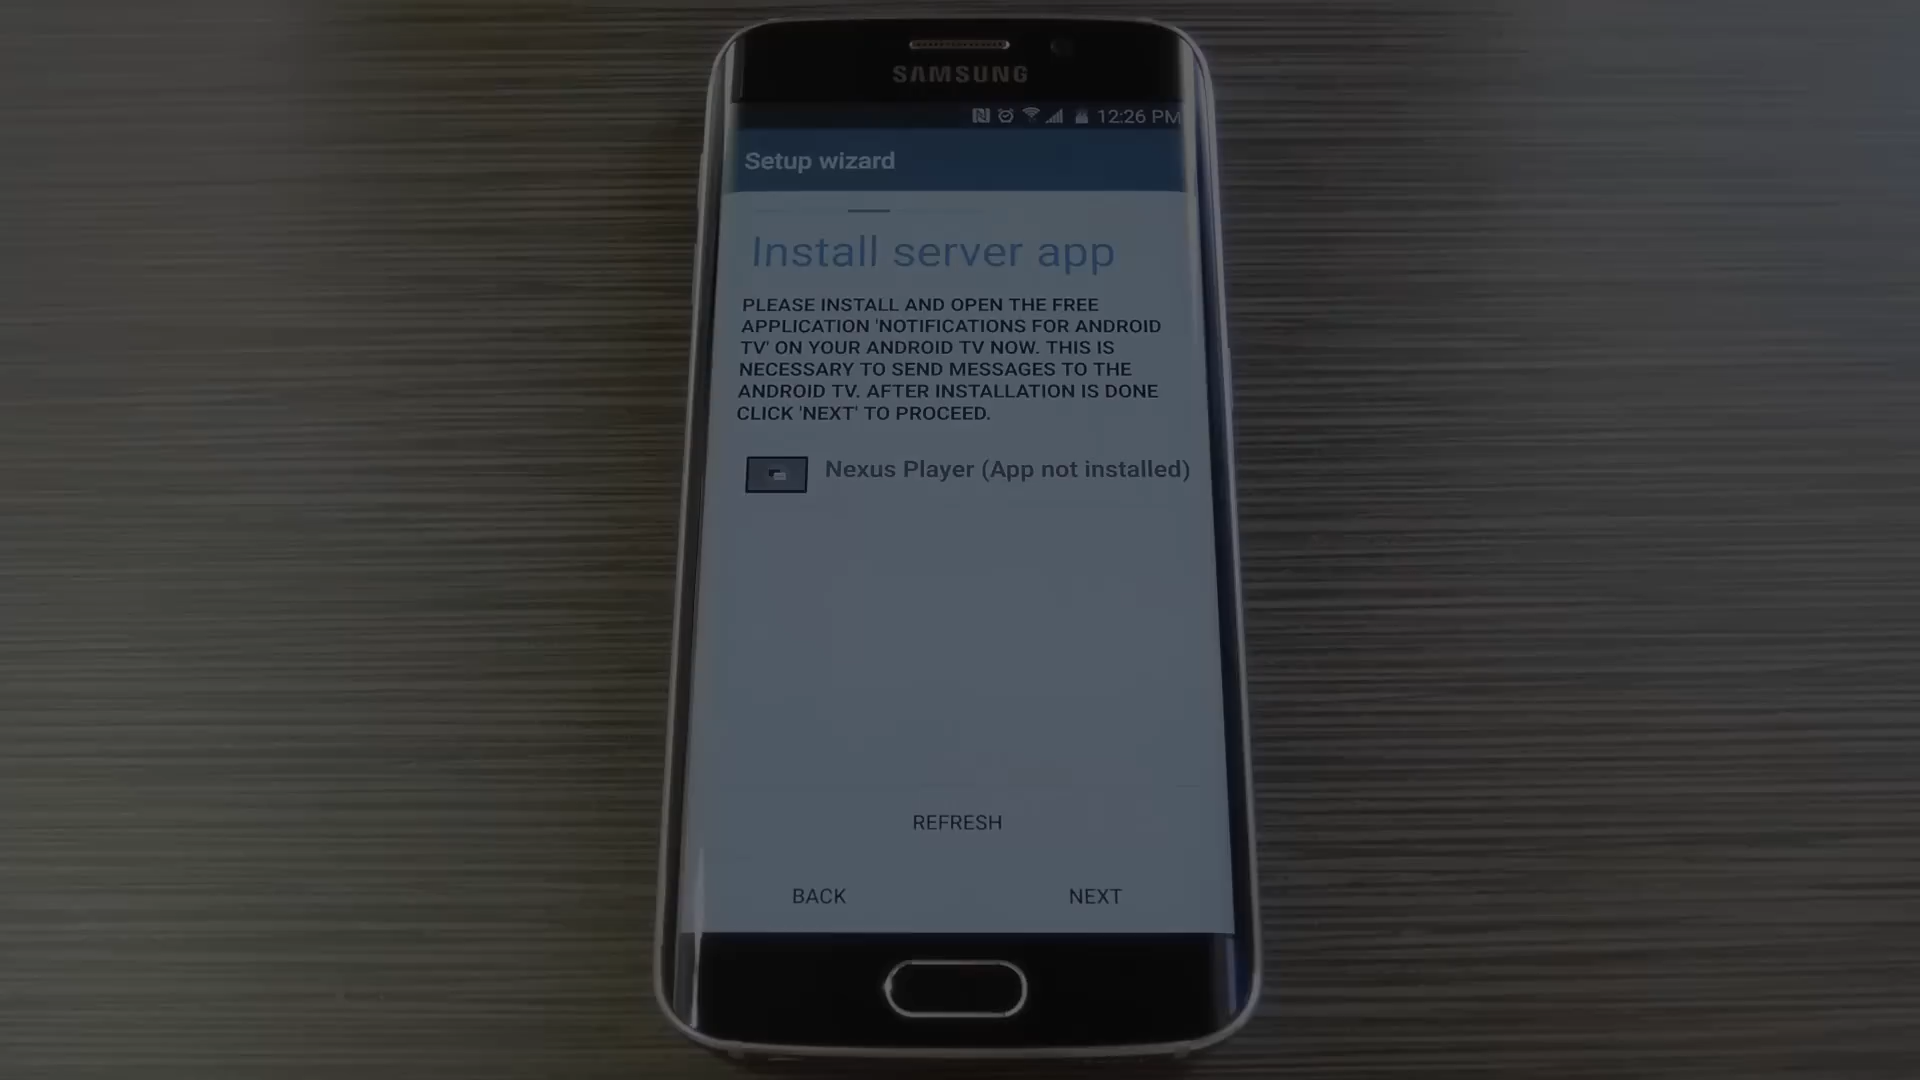 SAMSUNG
12:26 PM
Setup wizard
Install server app
PLEASE INSTALL AND OPEN THE FREE
APPLICATION 'NOTIFICATIONS FOR ANDROID
TV' ON YOUR ANDROID TV NOW. THIS IS
NECESSARY TO SEND MESSAGES TO THE
ANDROID TV. AFTER INSTALLATION IS DONE
CLICK 'NEXT' TO PROCEED.
Nexus Player (App not installed)
REFRESH
BACK NEXT